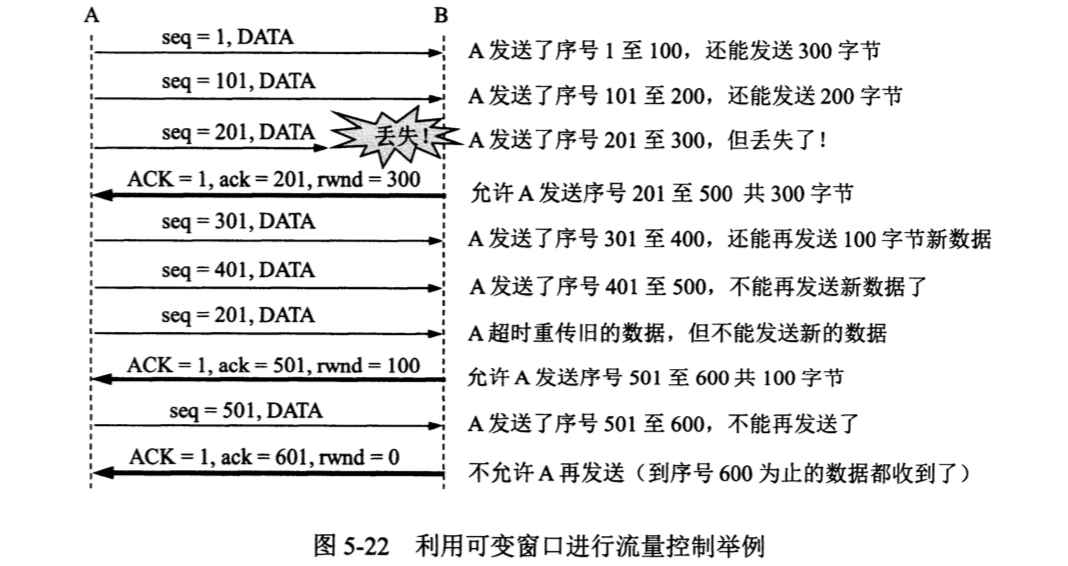 A B
seq = 1, DATA A 发送了序号 1 至 100，还能发送 300 字节
seq = 101, DATA A 发送了序号 101 至 200，还能发送 200 字节
seq = 201, DATA 丢失！ A 发送了序号 201 至 300，但丢失了！
ACK = 1, ack = 201, rwnd = 300 允许 A 发送序号 201 至 500 共 300 字节
seq = 301, DATA A 发送了序号 301 至 400，还能再发送 100 字节新数据
seq = 401, DATA A 发送了序号 401 至 500，不能再发送新数据了
seq = 201, DATA A 超时重传旧的数据，但不能发送新的数据
ACK = 1, ack = 501, rwnd = 100 允许 A 发送序号 501 至 600 共 100 字节
seq = 501, DATA A 发送了序号 501 至 600，不能再发送了
ACK = 1, ack = 601, rwnd = 0 不允许 A 再发送（到序号 600 为止的数据都收到了）
图 5-22 利用可变窗口进行流量控制举例